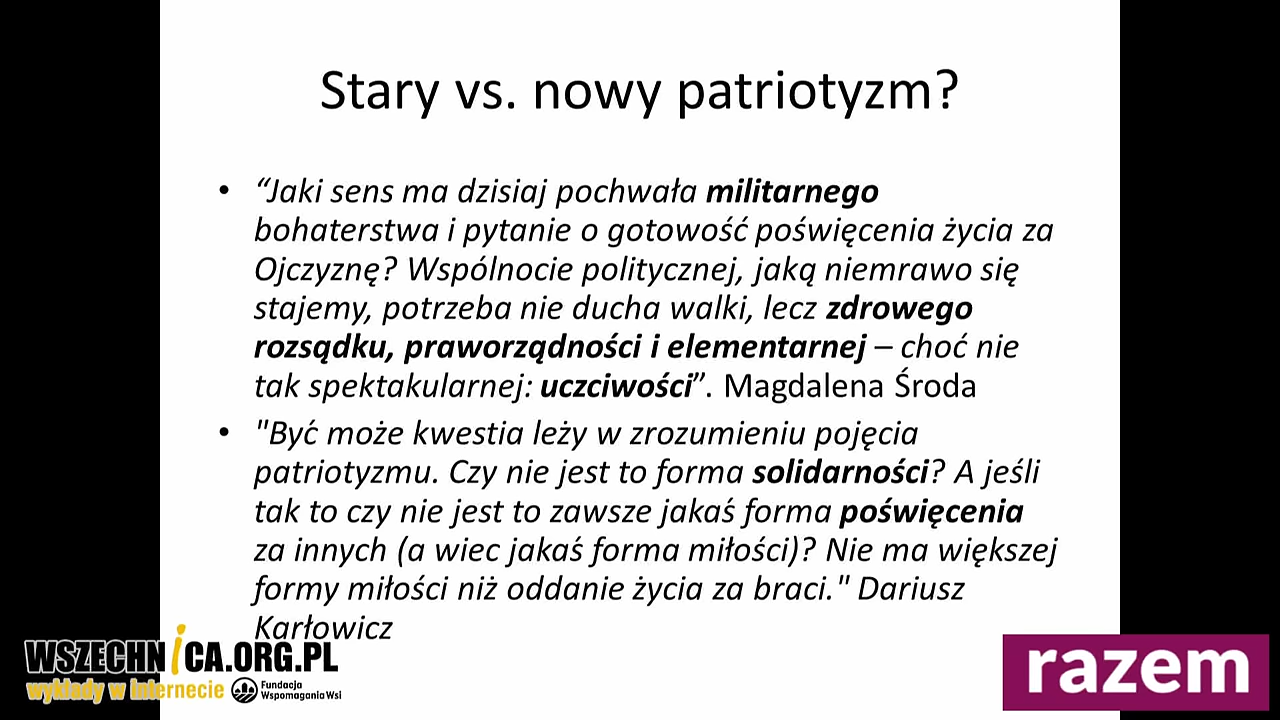 Stary vs. nowy patriotyzm?
• “Jaki sens ma dzisiaj pochwała militarnego
bohaterstwa i pytanie o gotowość poświęcenia życia za
Ojczyznę? Wspólnocie politycznej, jaką niemrawo się
stajemy, potrzeba nie ducha walki, lecz zdrowego
rozsądku, praworządności i elementarnej – choć nie
tak spektakularnej: uczciwości”. Magdalena Środa
• "Być może kwestia leży w zrozumieniu pojęcia
patriotyzmu. Czy nie jest to forma solidarności? A jeśli
tak to czy nie jest to zawsze jakaś forma poświęcenia
za innych (a wiec jakaś forma miłości)? Nie ma większej
formy miłości niż oddanie życia za braci." Dariusz
Karłowicz
WSZECHNiCA.ORG.PL
wykłady w internecie
Fundacja
Wspomagania Wsi
razem